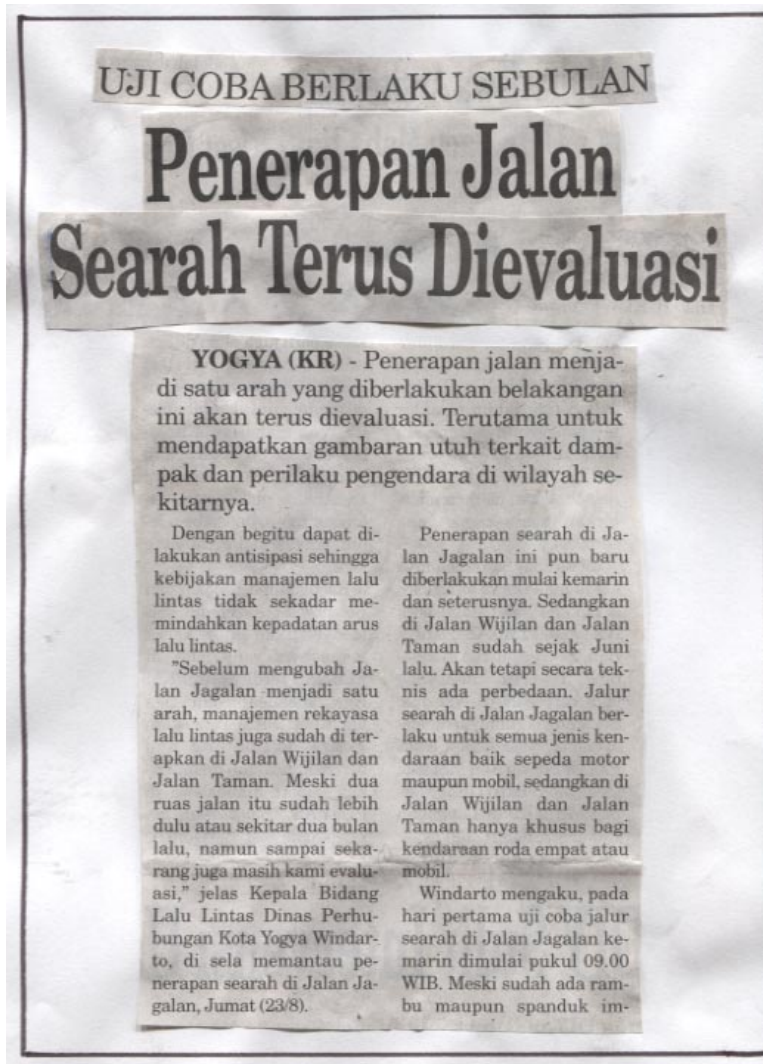 UJI COBA BERLAKU SEBULAN
Penerapan Jalan
Searah Terus Dievaluasi
YOGYA (KR) - Penerapan jalan menja-
di satu arah yang diberlakukan belakangan
ini akan terus dievaluasi. Terutama untuk
mendapatkan gambaran utuh terkait dam-
pak dan perilaku pengendara di wilayah se-
kitarnya.
Dengan begitu dapat di-
lakukan antisipasi sehingga
kebijakan manajemen lalu
lintas tidak sekadar me-
mindahkan kepadatan arus
lalu lintas.
"Sebelum mengubah Ja-
lan Jagalan menjadi satu
arah, manajemen rekayasa
lalu lintas juga sudah di ter-
apkan di Jalan Wijilan dan
Jalan Taman. Meski dua
ruas jalan itu sudah lebih
dulu atau sekitar dua bulan
lalu, namun sampai seka-
rang juga masih kami evalu-
asi," jelas Kepala Bidang
Lalu Lintas Dinas Perhu-
bungan Kota Yogya Windar-
to, di sela memantau pe-
nerapan searah di Jalan Ja-
galan, Jumat (23/8).
Penerapan searah di Ja-
lan Jagalan ini pun baru
diberlakukan mulai kemarin
dan seterusnya. Sedangkan
di Jalan Wijilan dan Jalan
Taman sudah sejak Juni
lalu. Akan tetapi secara tek-
nis ada perbedaan. Jalur
searah di Jalan Jagalan ber-
laku untuk semua jenis ken-
daraan baik sepeda motor
maupun mobil, sedangkan di
Jalan Wijilan dan Jalan
Taman hanya khusus bagi
kendaraan roda empat atau
mobil.
Windarto mengaku, pada
hari pertama uji coba jalur
searah di Jalan Jagalan ke-
marin dimulai pukul 09.00
WIB. Meski sudah ada ram-
bu maupun spanduk im-